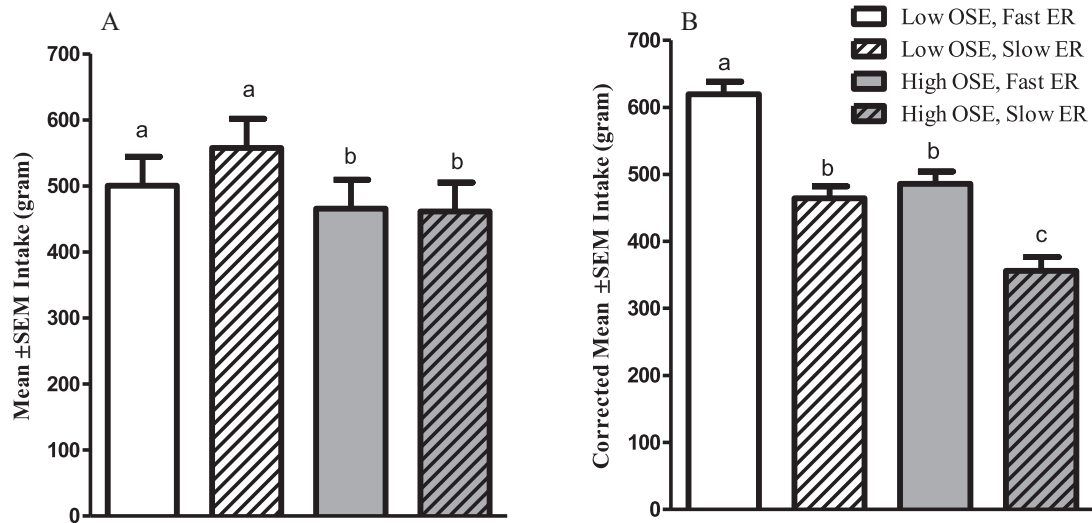 A
Mean ±SEM Intake (gram)
700
600
500
400
300
200
100
0
a
a
b
b
B
Corrected Mean ±SEM Intake (gram)
700
600
500
400
300
200
100
0
a
b
b
c
Low OSE, Fast ER
Low OSE, Slow ER
High OSE, Fast ER
High OSE, Slow ER